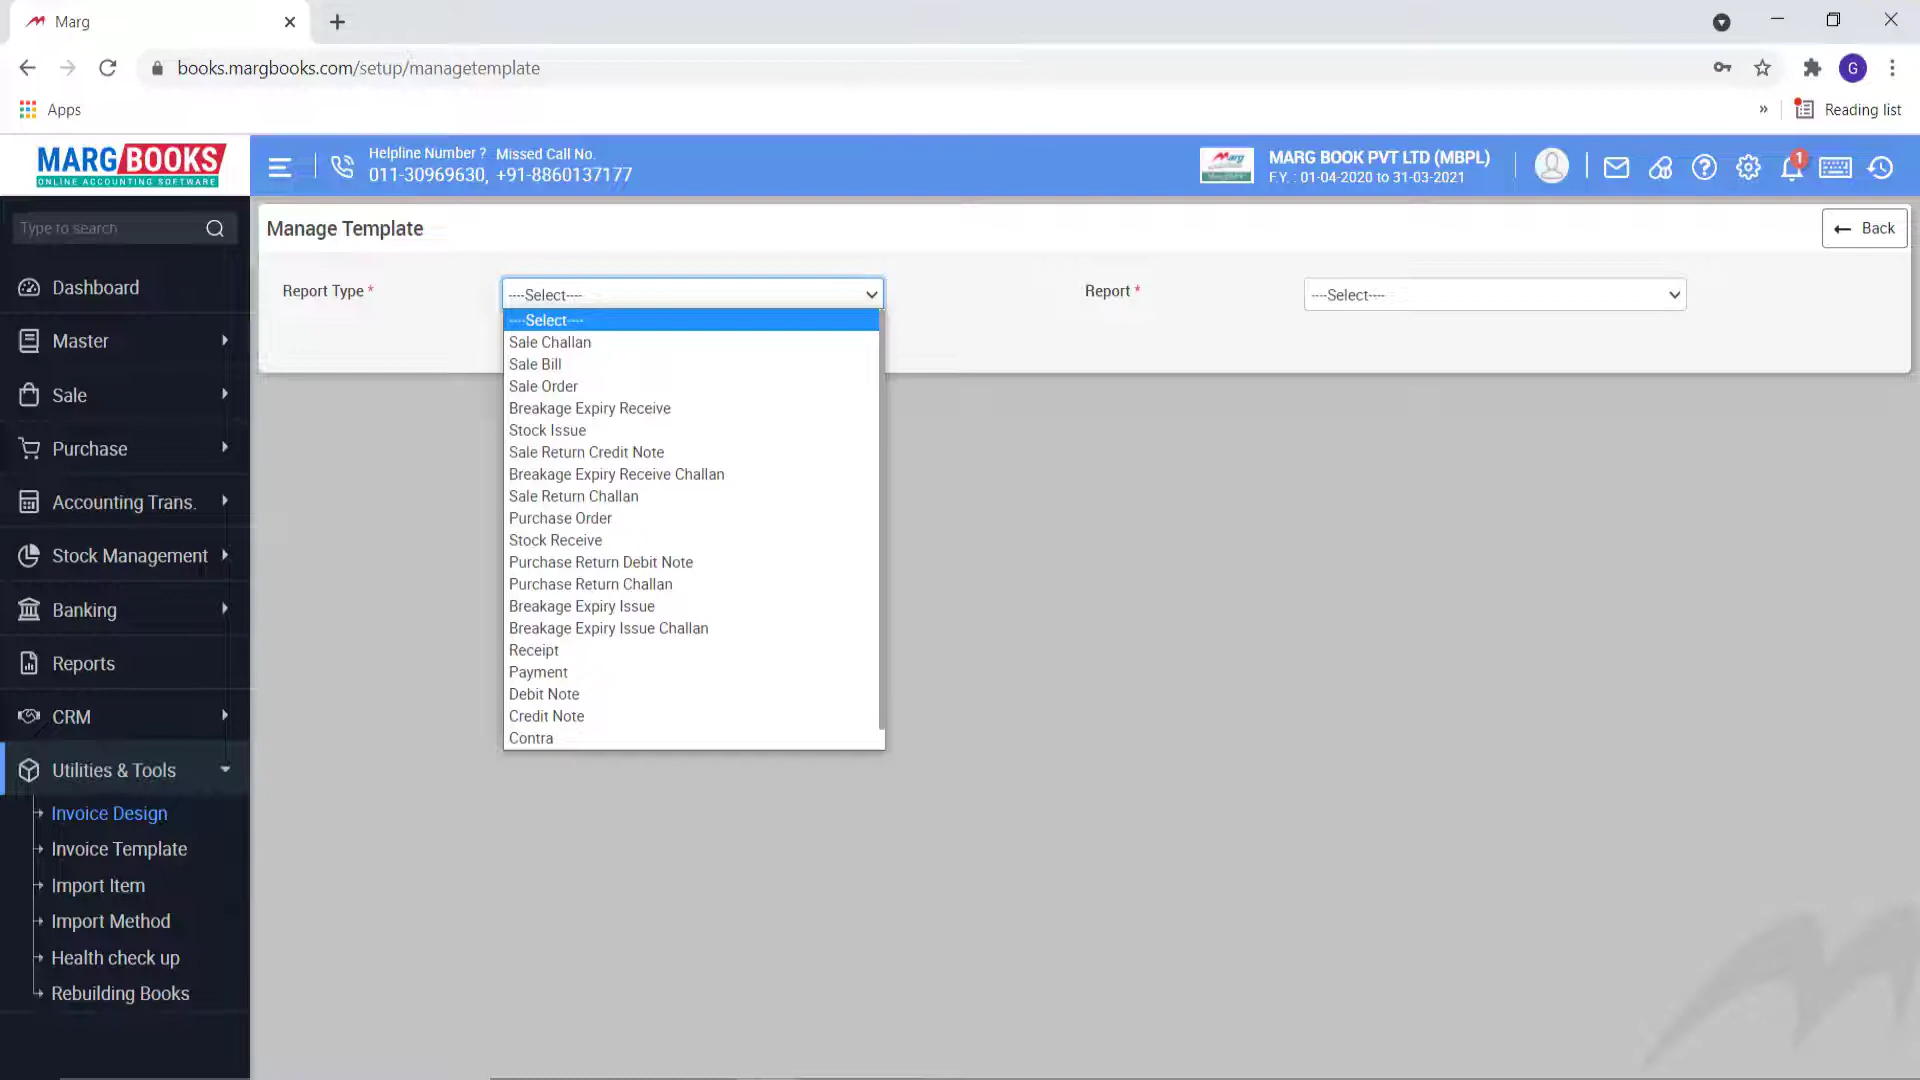 Marg
books.margbooks.com/setup/managetemplate
G
Apps
»
Reading list
MARG BOOKS
ONLINE ACCOUNTING SOFTWARE
Helpline Number ? Missed Call No.
011-30969630, +91-8860137177
Marg
MARG BOOK PVT LTD (MBPL)
F.Y. : 01-04-2020 to 31-03-2021
1
Type to search
Manage Template
Back
Dashboard
Master
Sale
Purchase
Accounting Trans.
Stock Management
Banking
Reports
CRM
Utilities & Tools
Invoice Design
Invoice Template
Import Item
Import Method
Health check up
Rebuilding Books
Report Type *
----Select----
Report *
----Select----
----Select----
Sale Challan
Sale Bill
Sale Order
Breakage Expiry Receive
Stock Issue
Sale Return Credit Note
Breakage Expiry Receive Challan
Sale Return Challan
Purchase Order
Stock Receive
Purchase Return Debit Note
Purchase Return Challan
Breakage Expiry Issue
Breakage Expiry Issue Challan
Receipt
Payment
Debit Note
Credit Note
Contra